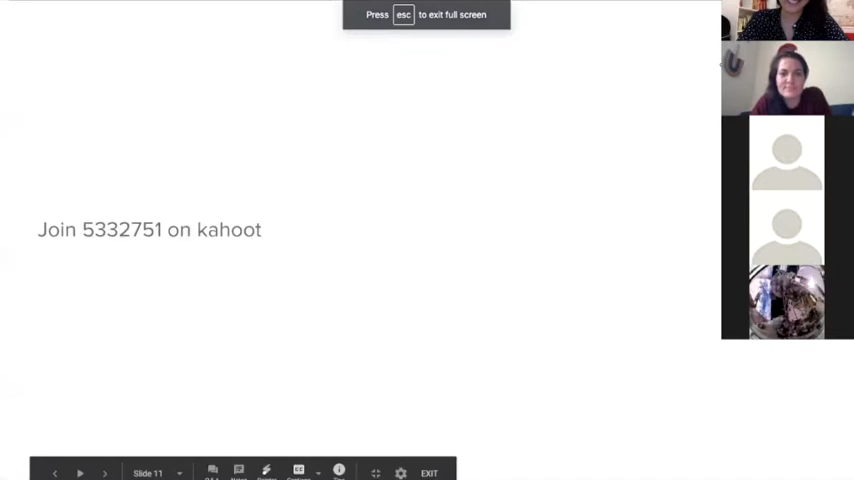 Press esc to exit full screen
Join 5332751 on kahoot
Slide 11
EXIT